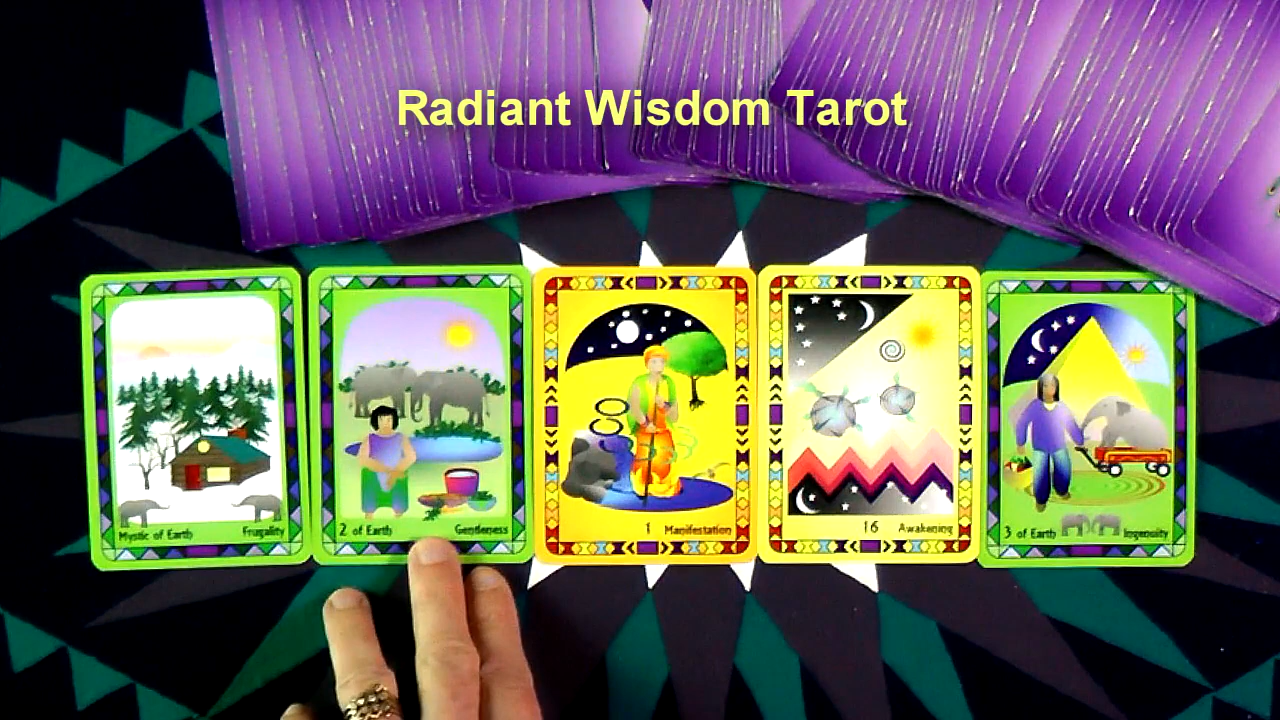 Radiant Wisdom Tarot
Mystic of Earth Frugality
2 of Earth Gentleness
1 Manifestation
16 Awakening
3 of Earth Ingenuity